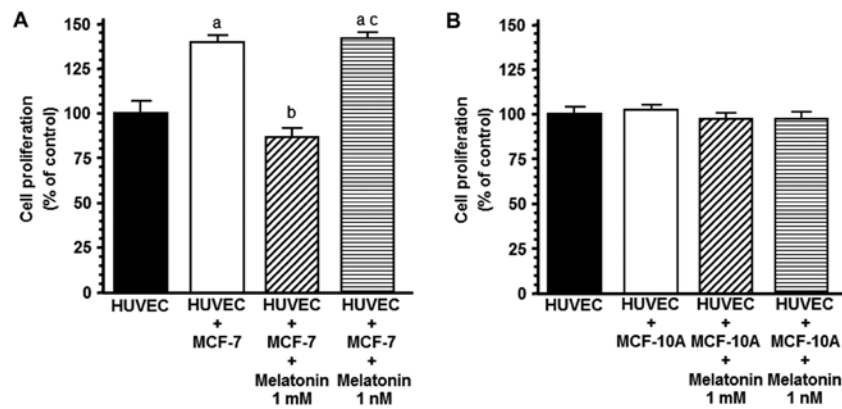 A
Cell proliferation
(% of control)
150
125
100
75
50
25
0
a
b
a c
HUVEC
HUVEC
+
MCF-7
HUVEC
+
MCF-7
+
Melatonin
1 mM
HUVEC
+
MCF-7
+
Melatonin
1 nM
B
Cell proliferation
(% of control)
150
125
100
75
50
25
0
HUVEC
HUVEC
+
MCF-10A
HUVEC
+
MCF-10A
+
Melatonin
1 mM
HUVEC
+
MCF-10A
+
Melatonin
1 nM